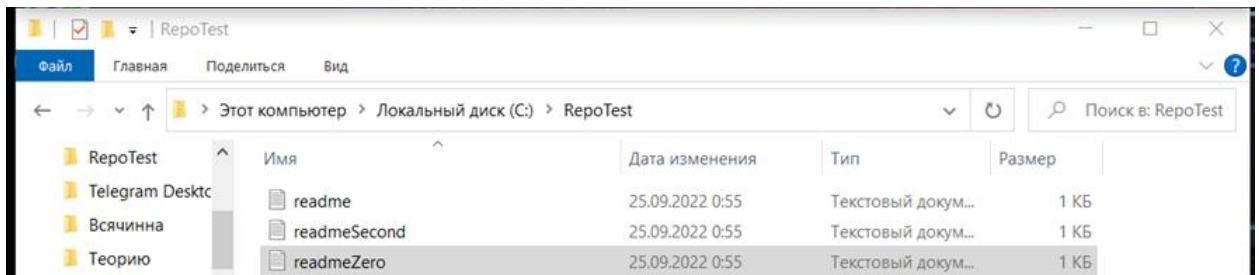 RepoTest
Файл Главная Поделиться Вид
Этот компьютер > Локальный диск (C:) > RepoTest Поиск в: RepoTest
RepoTest Имя Дата изменения Тип Размер
Telegram Desktc readme 25.09.2022 0:55 Текстовый докум... 1 КБ
Всячинна readmeSecond 25.09.2022 0:55 Текстовый докум... 1 КБ
Теорию readmeZero 25.09.2022 0:55 Текстовый докум... 1 КБ